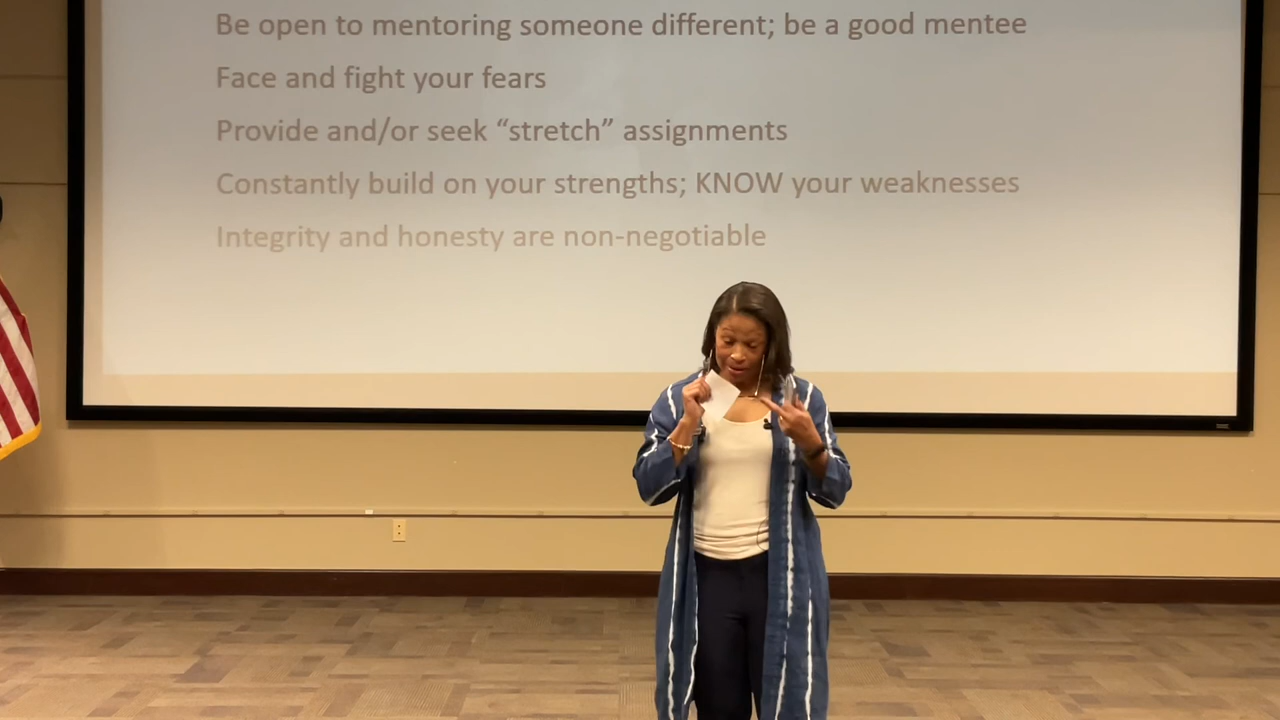 Be open to mentoring someone different; be a good mentee
Face and fight your fears
Provide and/or seek “stretch” assignments
Constantly build on your strengths; KNOW your weaknesses
Integrity and honesty are non-negotiable